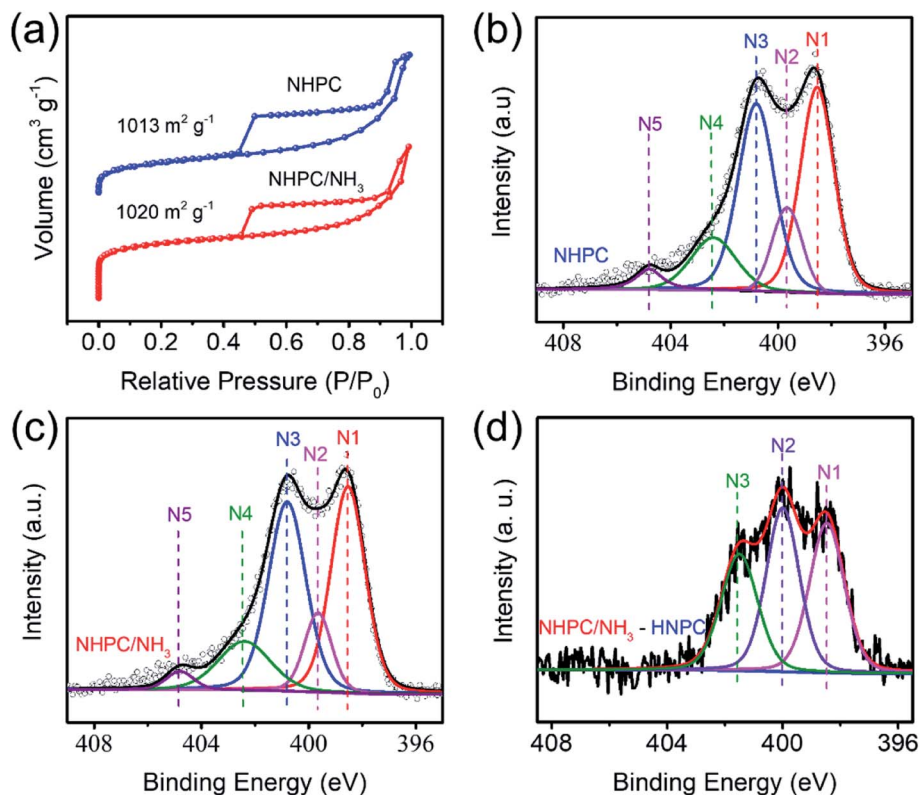 (a)
NHPC
1013 m² g⁻¹
NHPC/NH₃
1020 m² g⁻¹
Volume (cm³ g⁻¹)
0.0 0.2 0.4 0.6 0.8 1.0
Relative Pressure (P/P₀)
(b)
N5 N4 N3 N2 N1
NHPC
Intensity (a.u)
408 404 400 396
Binding Energy (eV)
(c)
N5 N4 N3 N2 N1
NHPC/NH₃
Intensity (a.u.)
408 404 400 396
Binding Energy (eV)
(d)
N3 N2 N1
NHPC/NH₃ - HNPC
Intensity (a. u.)
408 404 400 396
Binding Energy (eV)